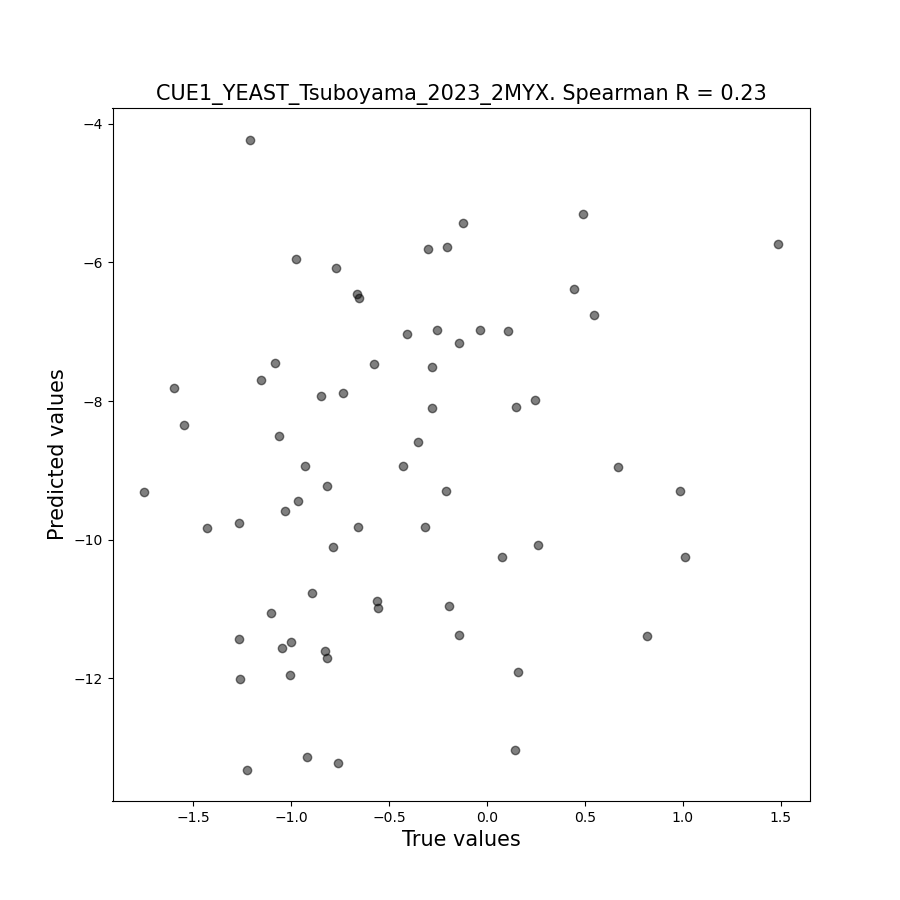 CUE1_YEAST_Tsuboyama_2023_2MYX. Spearman R = 0.23
−4
−6
−8
−10
−12
Predicted values
−1.5 −1.0 −0.5 0.0 0.5 1.0 1.5
True values